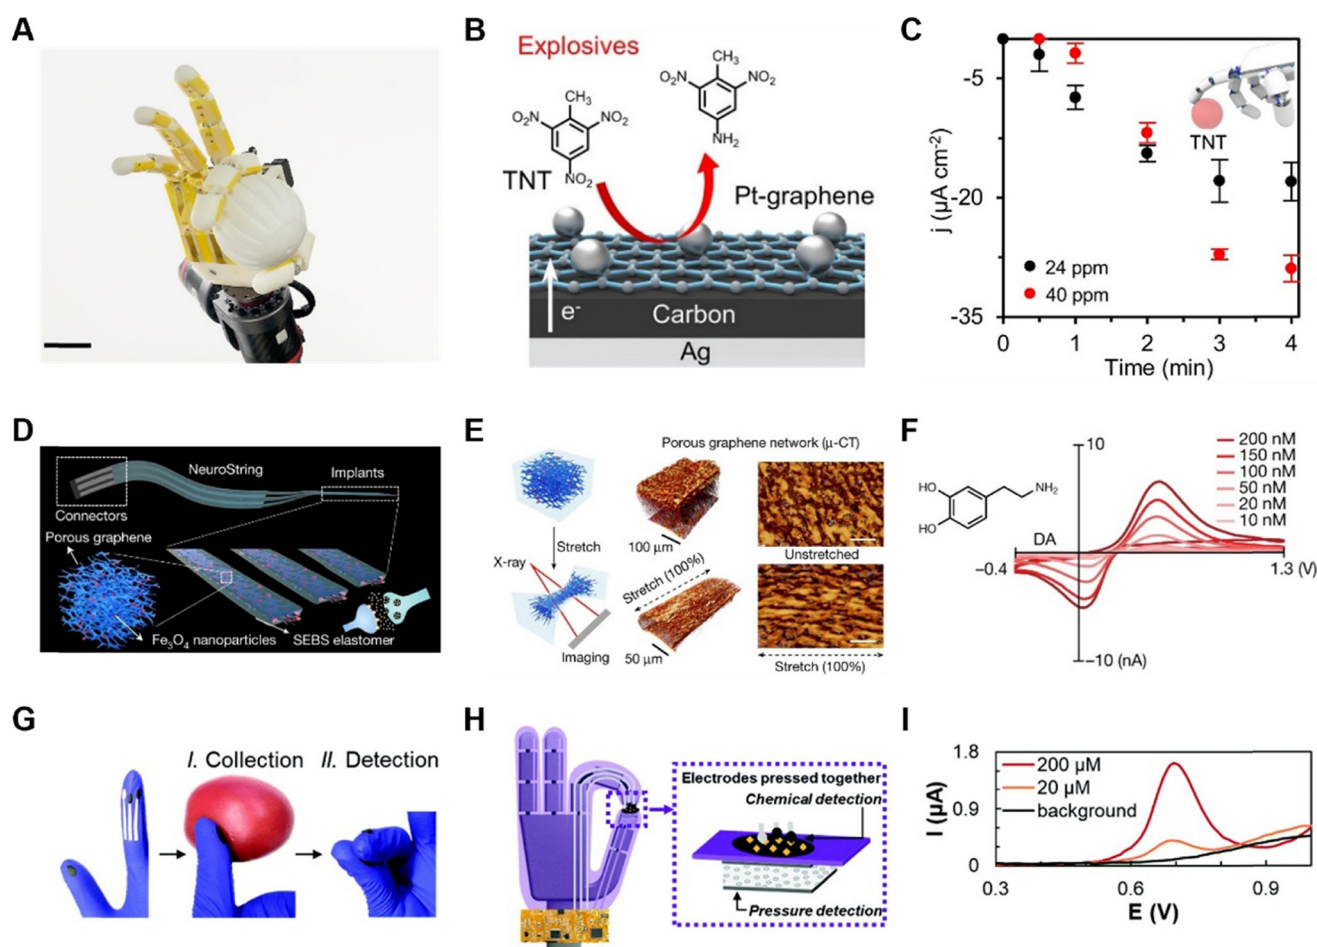 A
B
Explosives
CH₃
O₂N
NO₂
NH₂
CH₃
O₂N
NO₂
NO₂
TNT
Pt-graphene
e⁻
Carbon
Ag
C
-5
-20
-35
j (µA cm⁻²)
TNT
24 ppm
40 ppm
0
1
2
3
4
Time (min)
D
NeuroString
Implants
Connectors
Porous graphene
Fe₃O₄ nanoparticles
SEBS elastomer
E
Porous graphene network (µ-CT)
Stretch
X-ray
Imaging
100 µm
Stretch (100%)
50 µm
Unstretched
Stretch (100%)
F
10
HO
HO
NH₂
DA
−0.4
1.3 (V)
−10 (nA)
200 nM
150 nM
100 nM
50 nM
20 nM
10 nM
G
I. Collection
II. Detection
H
Electrodes pressed together
Chemical detection
Pressure detection
I
1.8
0.9
0
I (µA)
200 µM
20 µM
background
0.3
0.6
0.9
E (V)